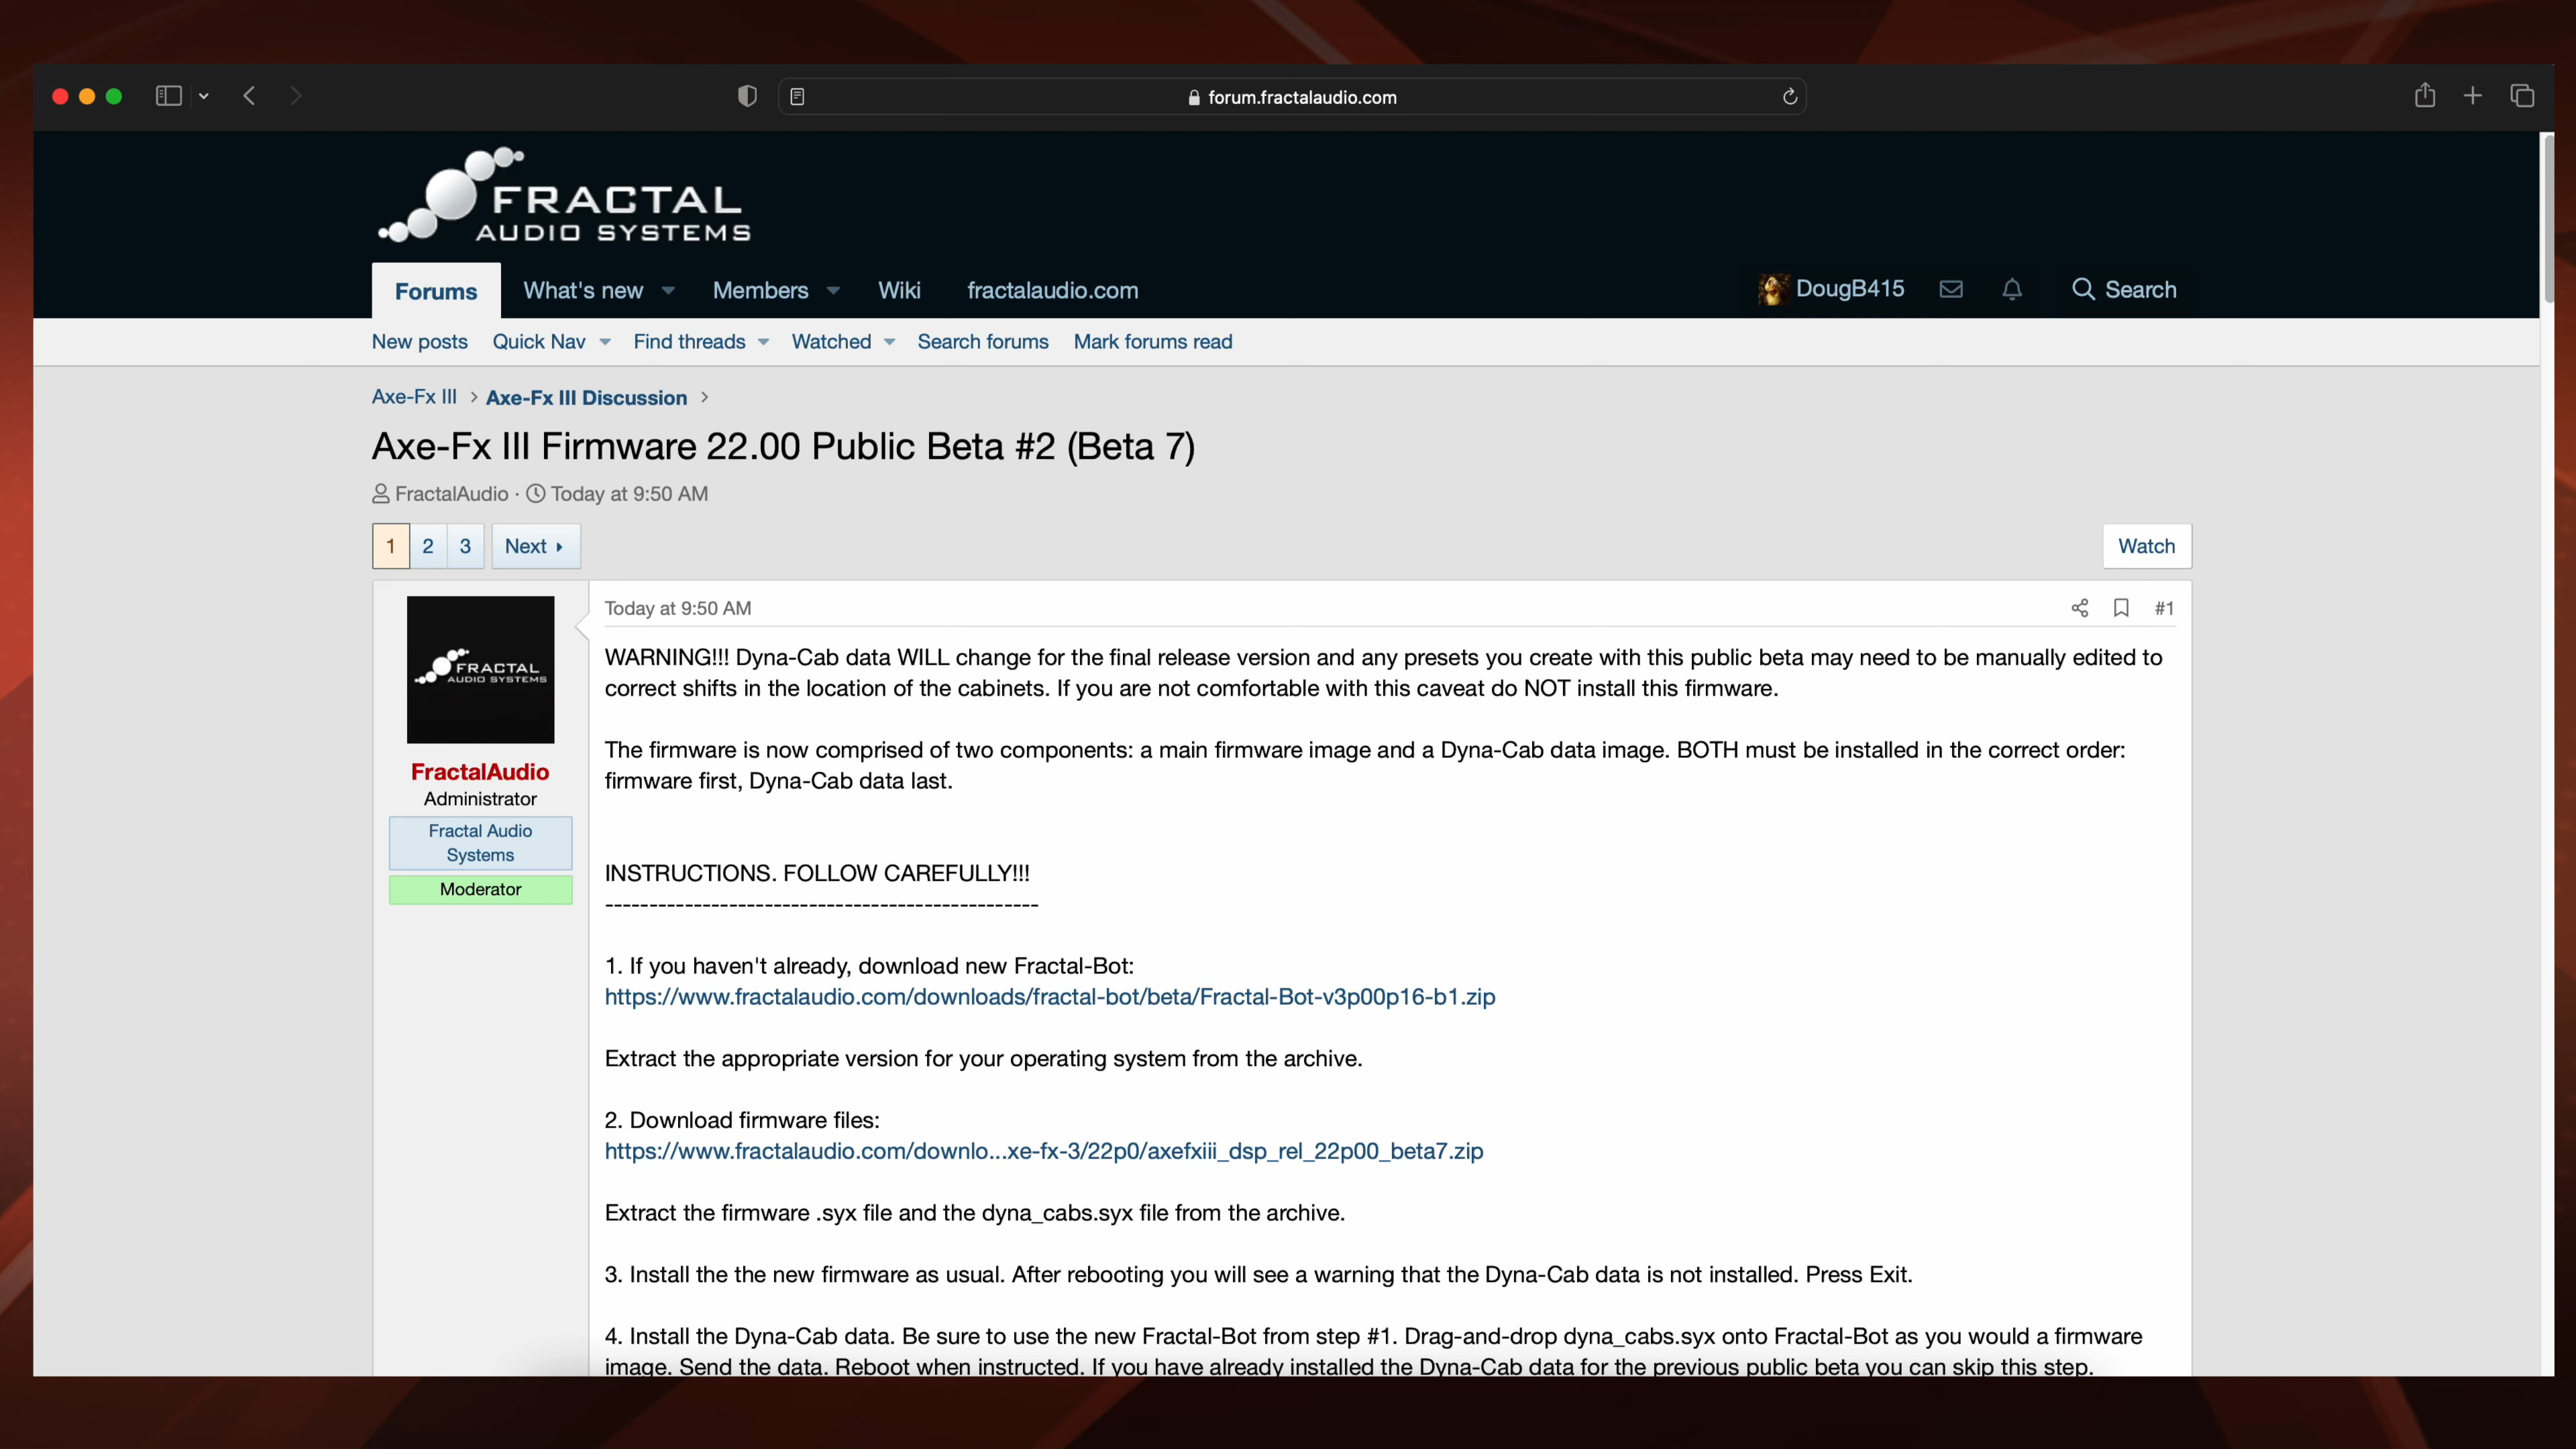 forum.fractalaudio.com
FRACTAL
AUDIO SYSTEMS
Forums What's new Members Wiki fractalaudio.com DougB415 Search
New posts Quick Nav Find threads Watched Search forums Mark forums read
Axe-Fx III > Axe-Fx III Discussion >
Axe-Fx III Firmware 22.00 Public Beta #2 (Beta 7)
FractalAudio · Today at 9:50 AM
1 2 3 Next Watch
Today at 9:50 AM #1
FRACTAL
AUDIO SYSTEMS
FractalAudio
Administrator
Fractal Audio
Systems
Moderator
WARNING!!! Dyna-Cab data WILL change for the final release version and any presets you create with this public beta may need to be manually edited to
correct shifts in the location of the cabinets. If you are not comfortable with this caveat do NOT install this firmware.
The firmware is now comprised of two components: a main firmware image and a Dyna-Cab data image. BOTH must be installed in the correct order:
firmware first, Dyna-Cab data last.
INSTRUCTIONS. FOLLOW CAREFULLY!!!
-------------------------------------------------
1. If you haven't already, download new Fractal-Bot:
https://www.fractalaudio.com/downloads/fractal-bot/beta/Fractal-Bot-v3p00p16-b1.zip
Extract the appropriate version for your operating system from the archive.
2. Download firmware files:
https://www.fractalaudio.com/downlo...xe-fx-3/22p0/axefxiii_dsp_rel_22p00_beta7.zip
Extract the firmware .syx file and the dyna_cabs.syx file from the archive.
3. Install the the new firmware as usual. After rebooting you will see a warning that the Dyna-Cab data is not installed. Press Exit.
4. Install the Dyna-Cab data. Be sure to use the new Fractal-Bot from step #1. Drag-and-drop dyna_cabs.syx onto Fractal-Bot as you would a firmware
image. Send the data. Reboot when instructed. If you have already installed the Dyna-Cab data for the previous public beta you can skip this step.